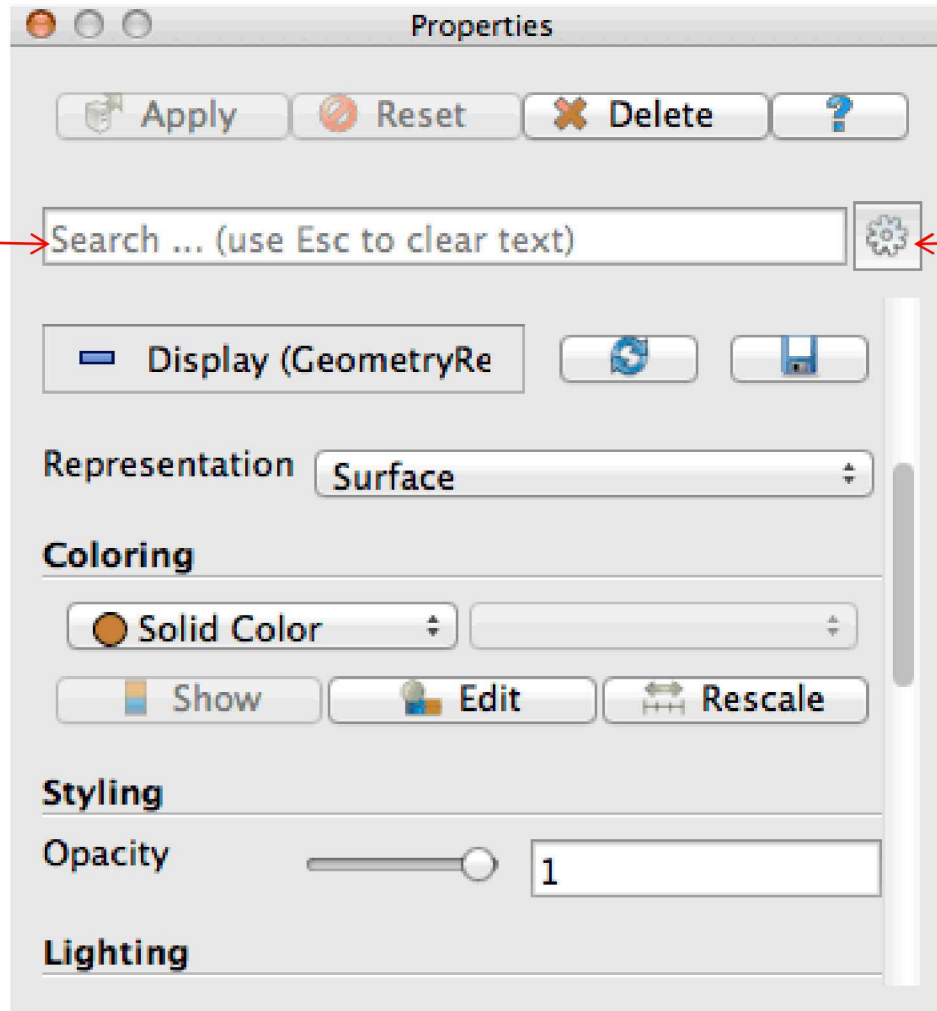 Properties
Apply Reset Delete ?
Search ... (use Esc to clear text)
Display (GeometryRe
Representation Surface
Coloring
Solid Color
Show Edit Rescale
Styling
Opacity 1
Lighting